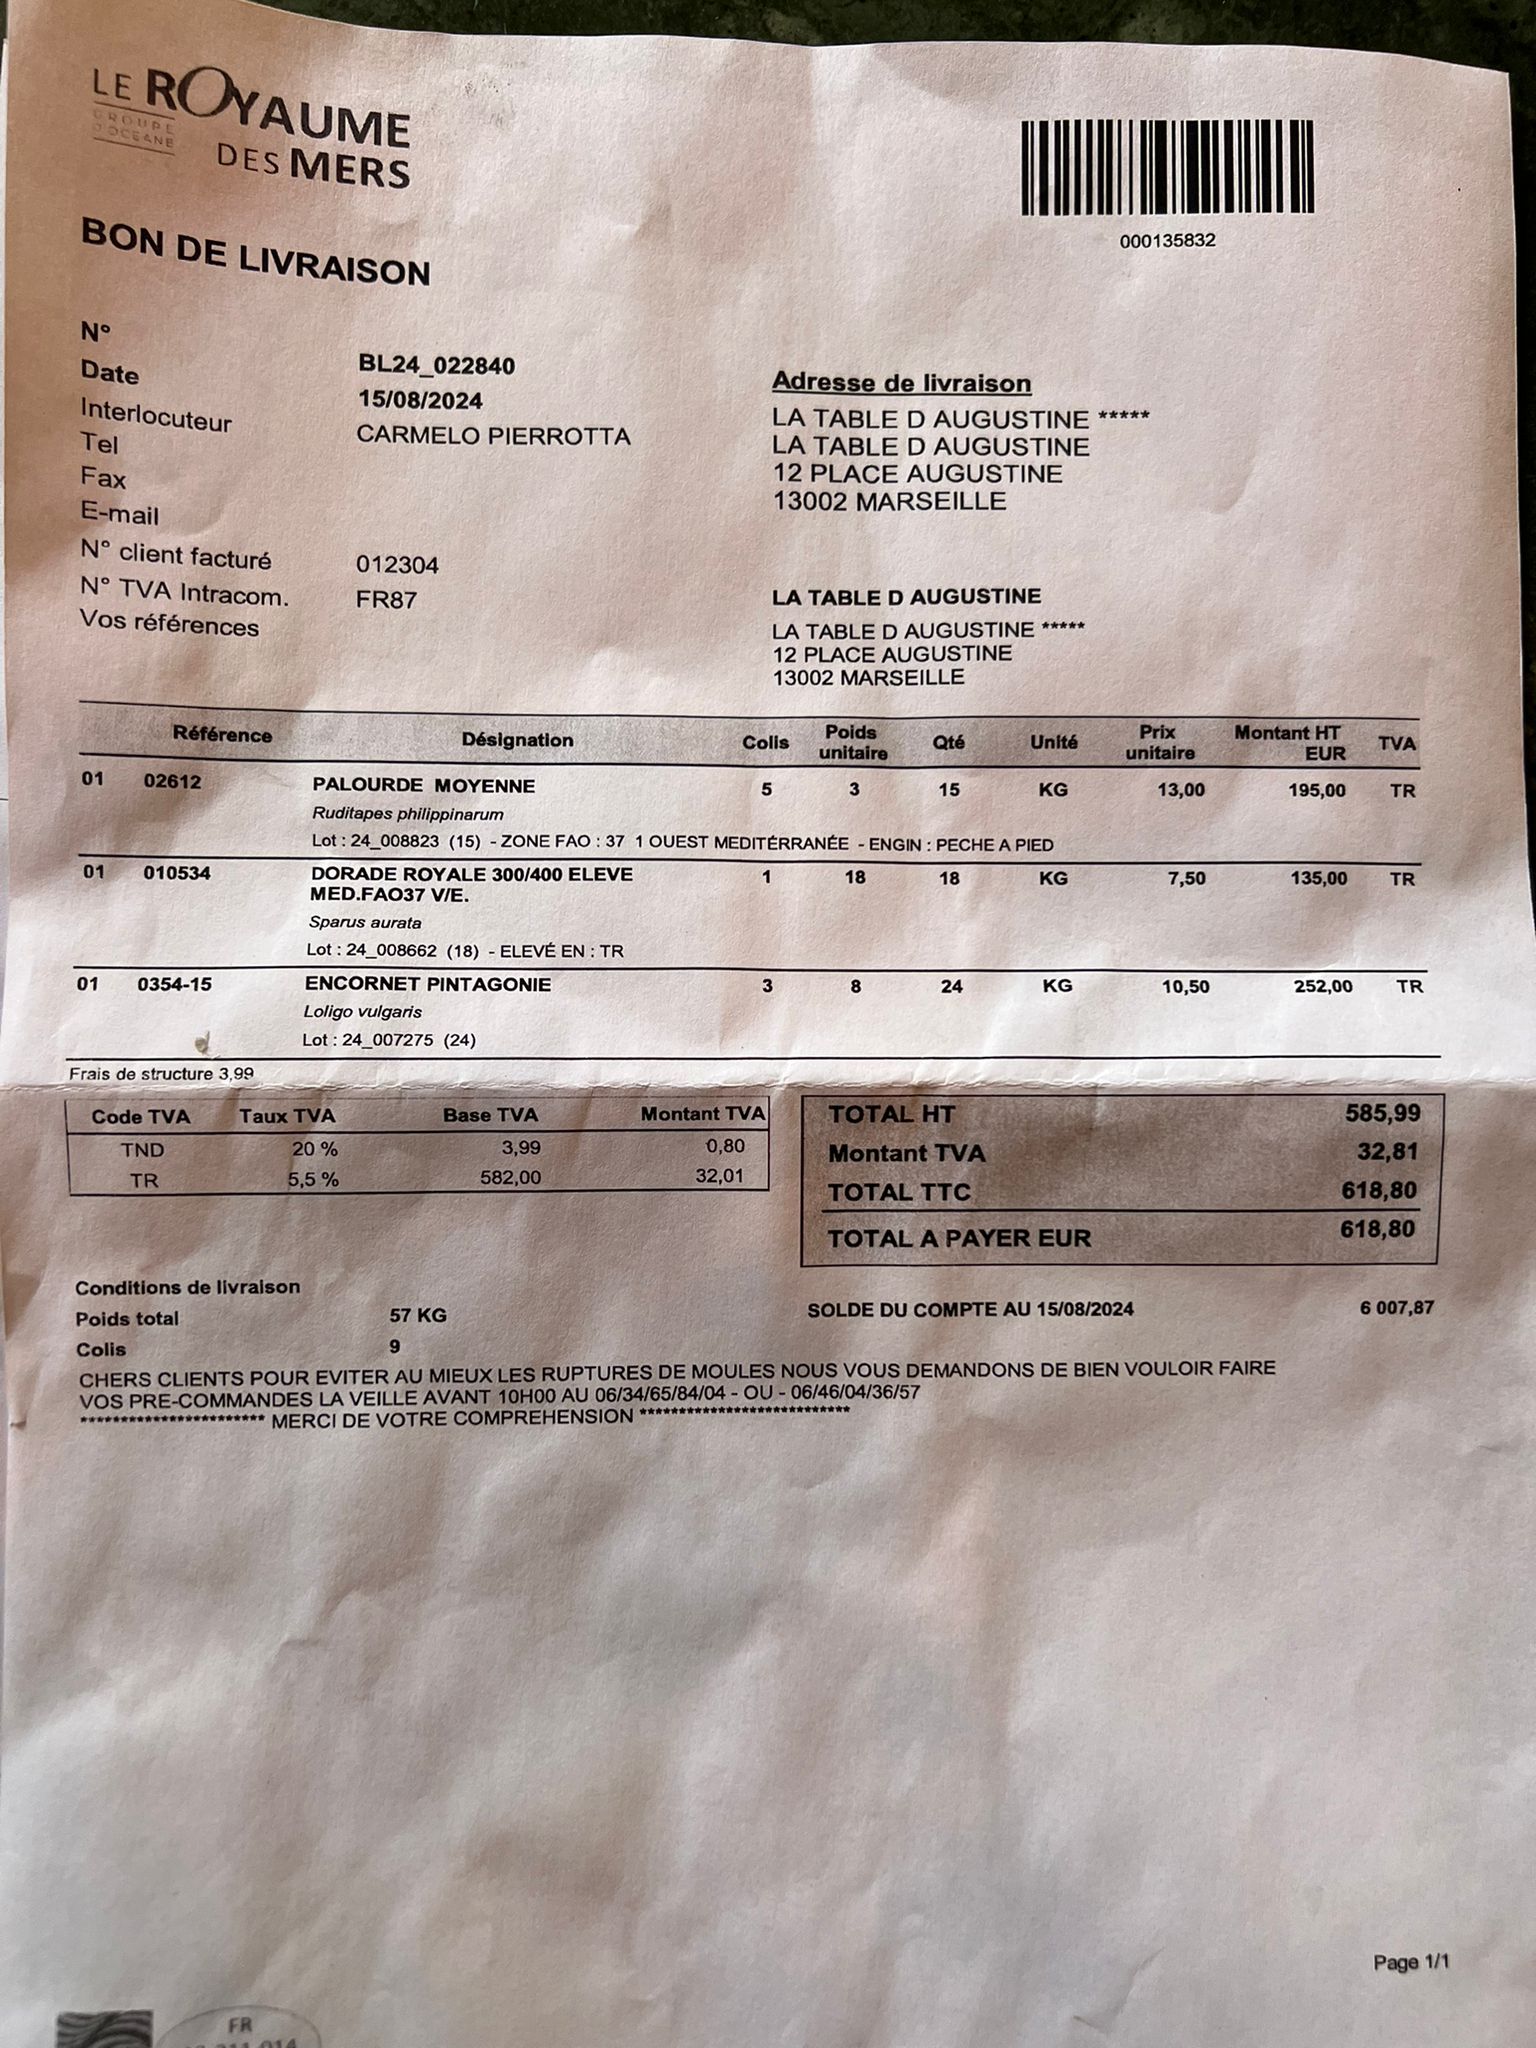 LE ROYAUME
GROUPE
D'OCEANE
DES MERS
000135832
BON DE LIVRAISON
N° BL24_022840
Date 15/08/2024
Interlocuteur CARMELO PIERROTTA
Tel
Fax
E-mail
N° client facturé 012304
N° TVA Intracom. FR87
Vos références
Adresse de livraison
LA TABLE D AUGUSTINE *****
LA TABLE D AUGUSTINE
12 PLACE AUGUSTINE
13002 MARSEILLE
LA TABLE D AUGUSTINE
LA TABLE D AUGUSTINE *****
12 PLACE AUGUSTINE
13002 MARSEILLE
Référence Désignation Colis Poids unitaire Qté Unité Prix unitaire Montant HT EUR TVA
01 02612 PALOURDE MOYENNE 5 3 15 KG 13,00 195,00 TR
Ruditapes philippinarum
Lot : 24_008823 (15) - ZONE FAO : 37 1 OUEST MEDITÉRRANÉE - ENGIN : PECHE A PIED
01 010534 DORADE ROYALE 300/400 ELEVE 1 18 18 KG 7,50 135,00 TR
MED.FAO37 V/E.
Sparus aurata
Lot : 24_008662 (18) - ELEVÉ EN : TR
01 0354-15 ENCORNET PINTAGONIE 3 8 24 KG 10,50 252,00 TR
Loligo vulgaris
Lot : 24_007275 (24)
Frais de structure 3,99
Code TVA Taux TVA Base TVA Montant TVA
TND 20 % 3,99 0,80
TR 5,5 % 582,00 32,01
TOTAL HT 585,99
Montant TVA 32,81
TOTAL TTC 618,80
TOTAL A PAYER EUR 618,80
Conditions de livraison
Poids total 57 KG
Colis 9
SOLDE DU COMPTE AU 15/08/2024 6 007,87
CHERS CLIENTS POUR EVITER AU MIEUX LES RUPTURES DE MOULES NOUS VOUS DEMANDONS DE BIEN VOULOIR FAIRE
VOS PRE-COMMANDES LA VEILLE AVANT 10H00 AU 06/34/65/84/04 - OU - 06/46/04/36/57
*********************** MERCI DE VOTRE COMPREHENSION **************************
Page 1/1
FR